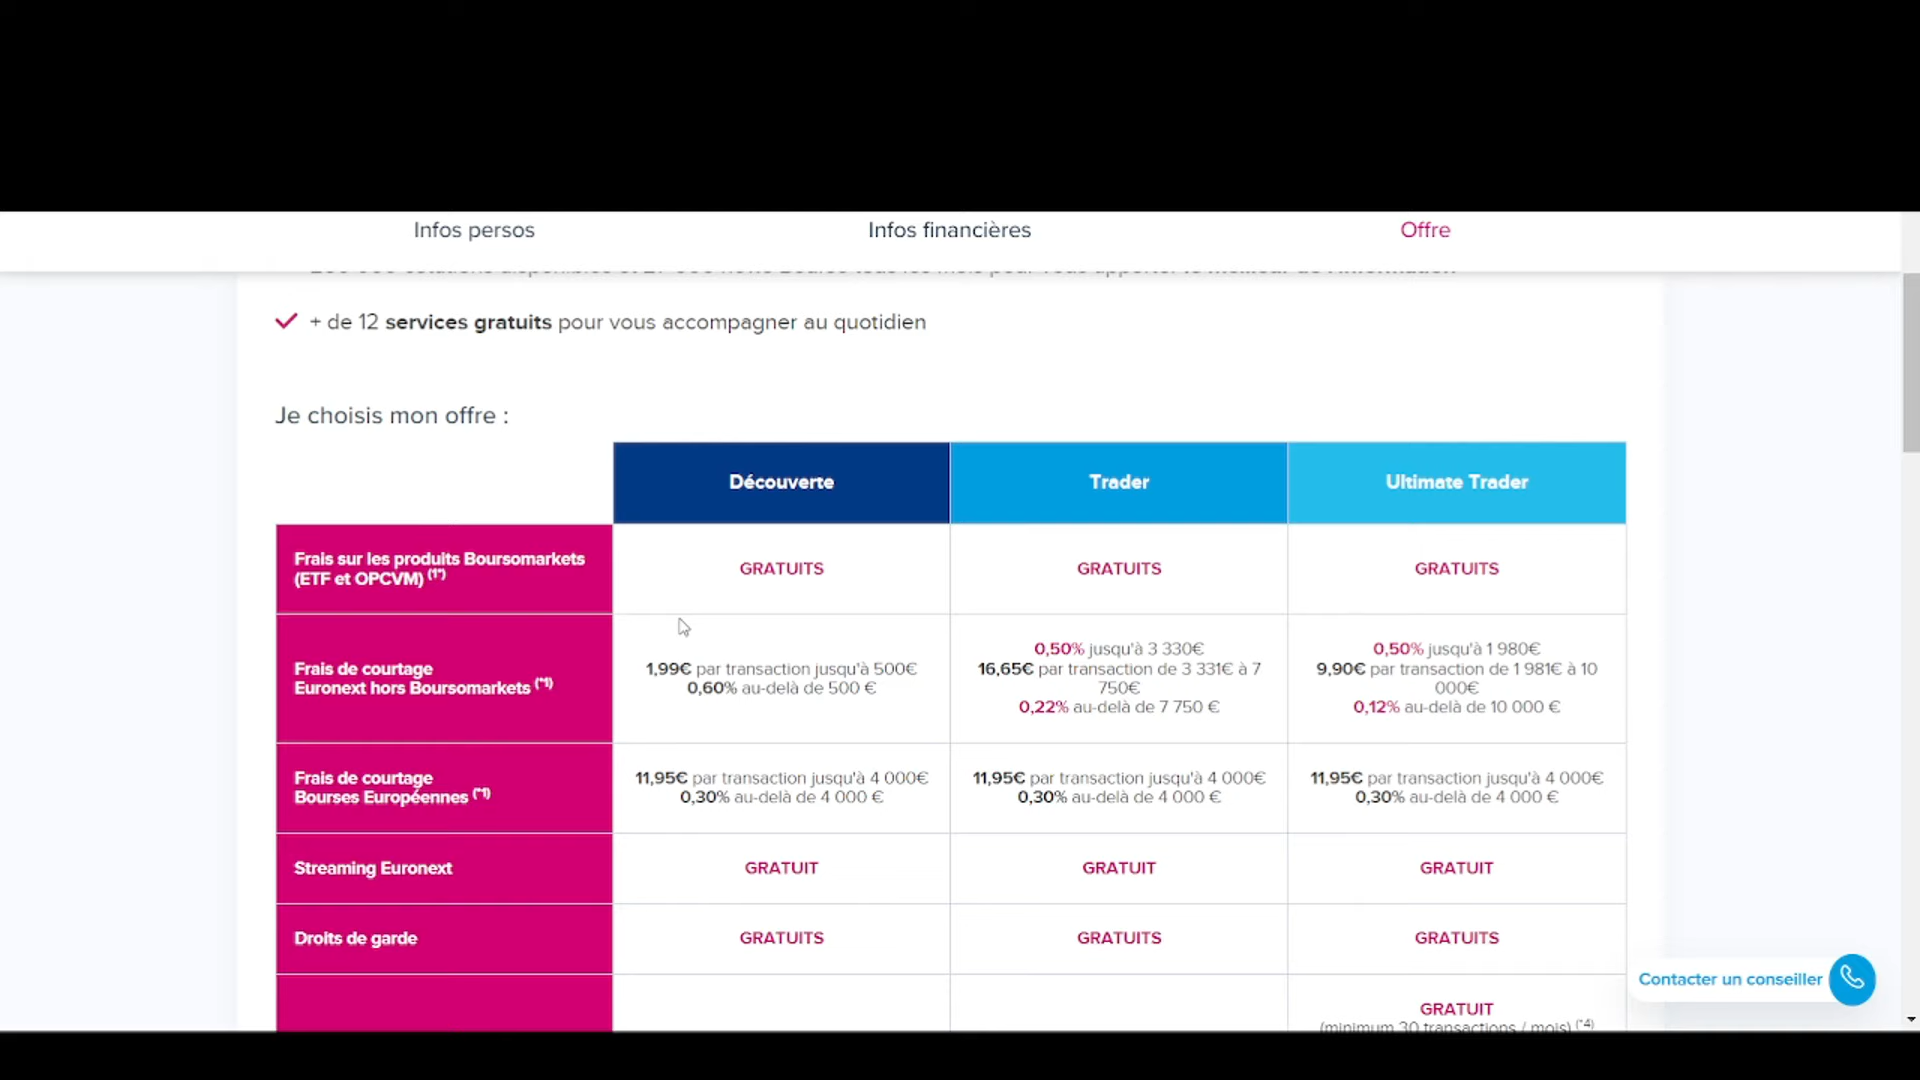 Infos persos
Infos financières
Offre
+ de 12 services gratuits pour vous accompagner au quotidien
Je choisis mon offre :
Découverte
Trader
Ultimate Trader
Frais sur les produits Boursomarkets
(ETF et OPCVM) (1*)
GRATUITS
GRATUITS
GRATUITS
Frais de courtage
Euronext hors Boursomarkets (*1)
1,99€ par transaction jusqu'à 500€
0,60% au-delà de 500 €
0,50% jusqu'à 3 330€
16,65€ par transaction de 3 331€ à 7
750€
0,22% au-delà de 7 750 €
0,50% jusqu'à 1 980€
9,90€ par transaction de 1 981€ à 10
000€
0,12% au-delà de 10 000 €
Frais de courtage
Bourses Européennes (*1)
11,95€ par transaction jusqu'à 4 000€
0,30% au-delà de 4 000 €
11,95€ par transaction jusqu'à 4 000€
0,30% au-delà de 4 000 €
11,95€ par transaction jusqu'à 4 000€
0,30% au-delà de 4 000 €
Streaming Euronext
GRATUIT
GRATUIT
GRATUIT
Droits de garde
GRATUITS
GRATUITS
GRATUITS
GRATUIT
(minimum 30 transactions / mois) (*4)
Contacter un conseiller